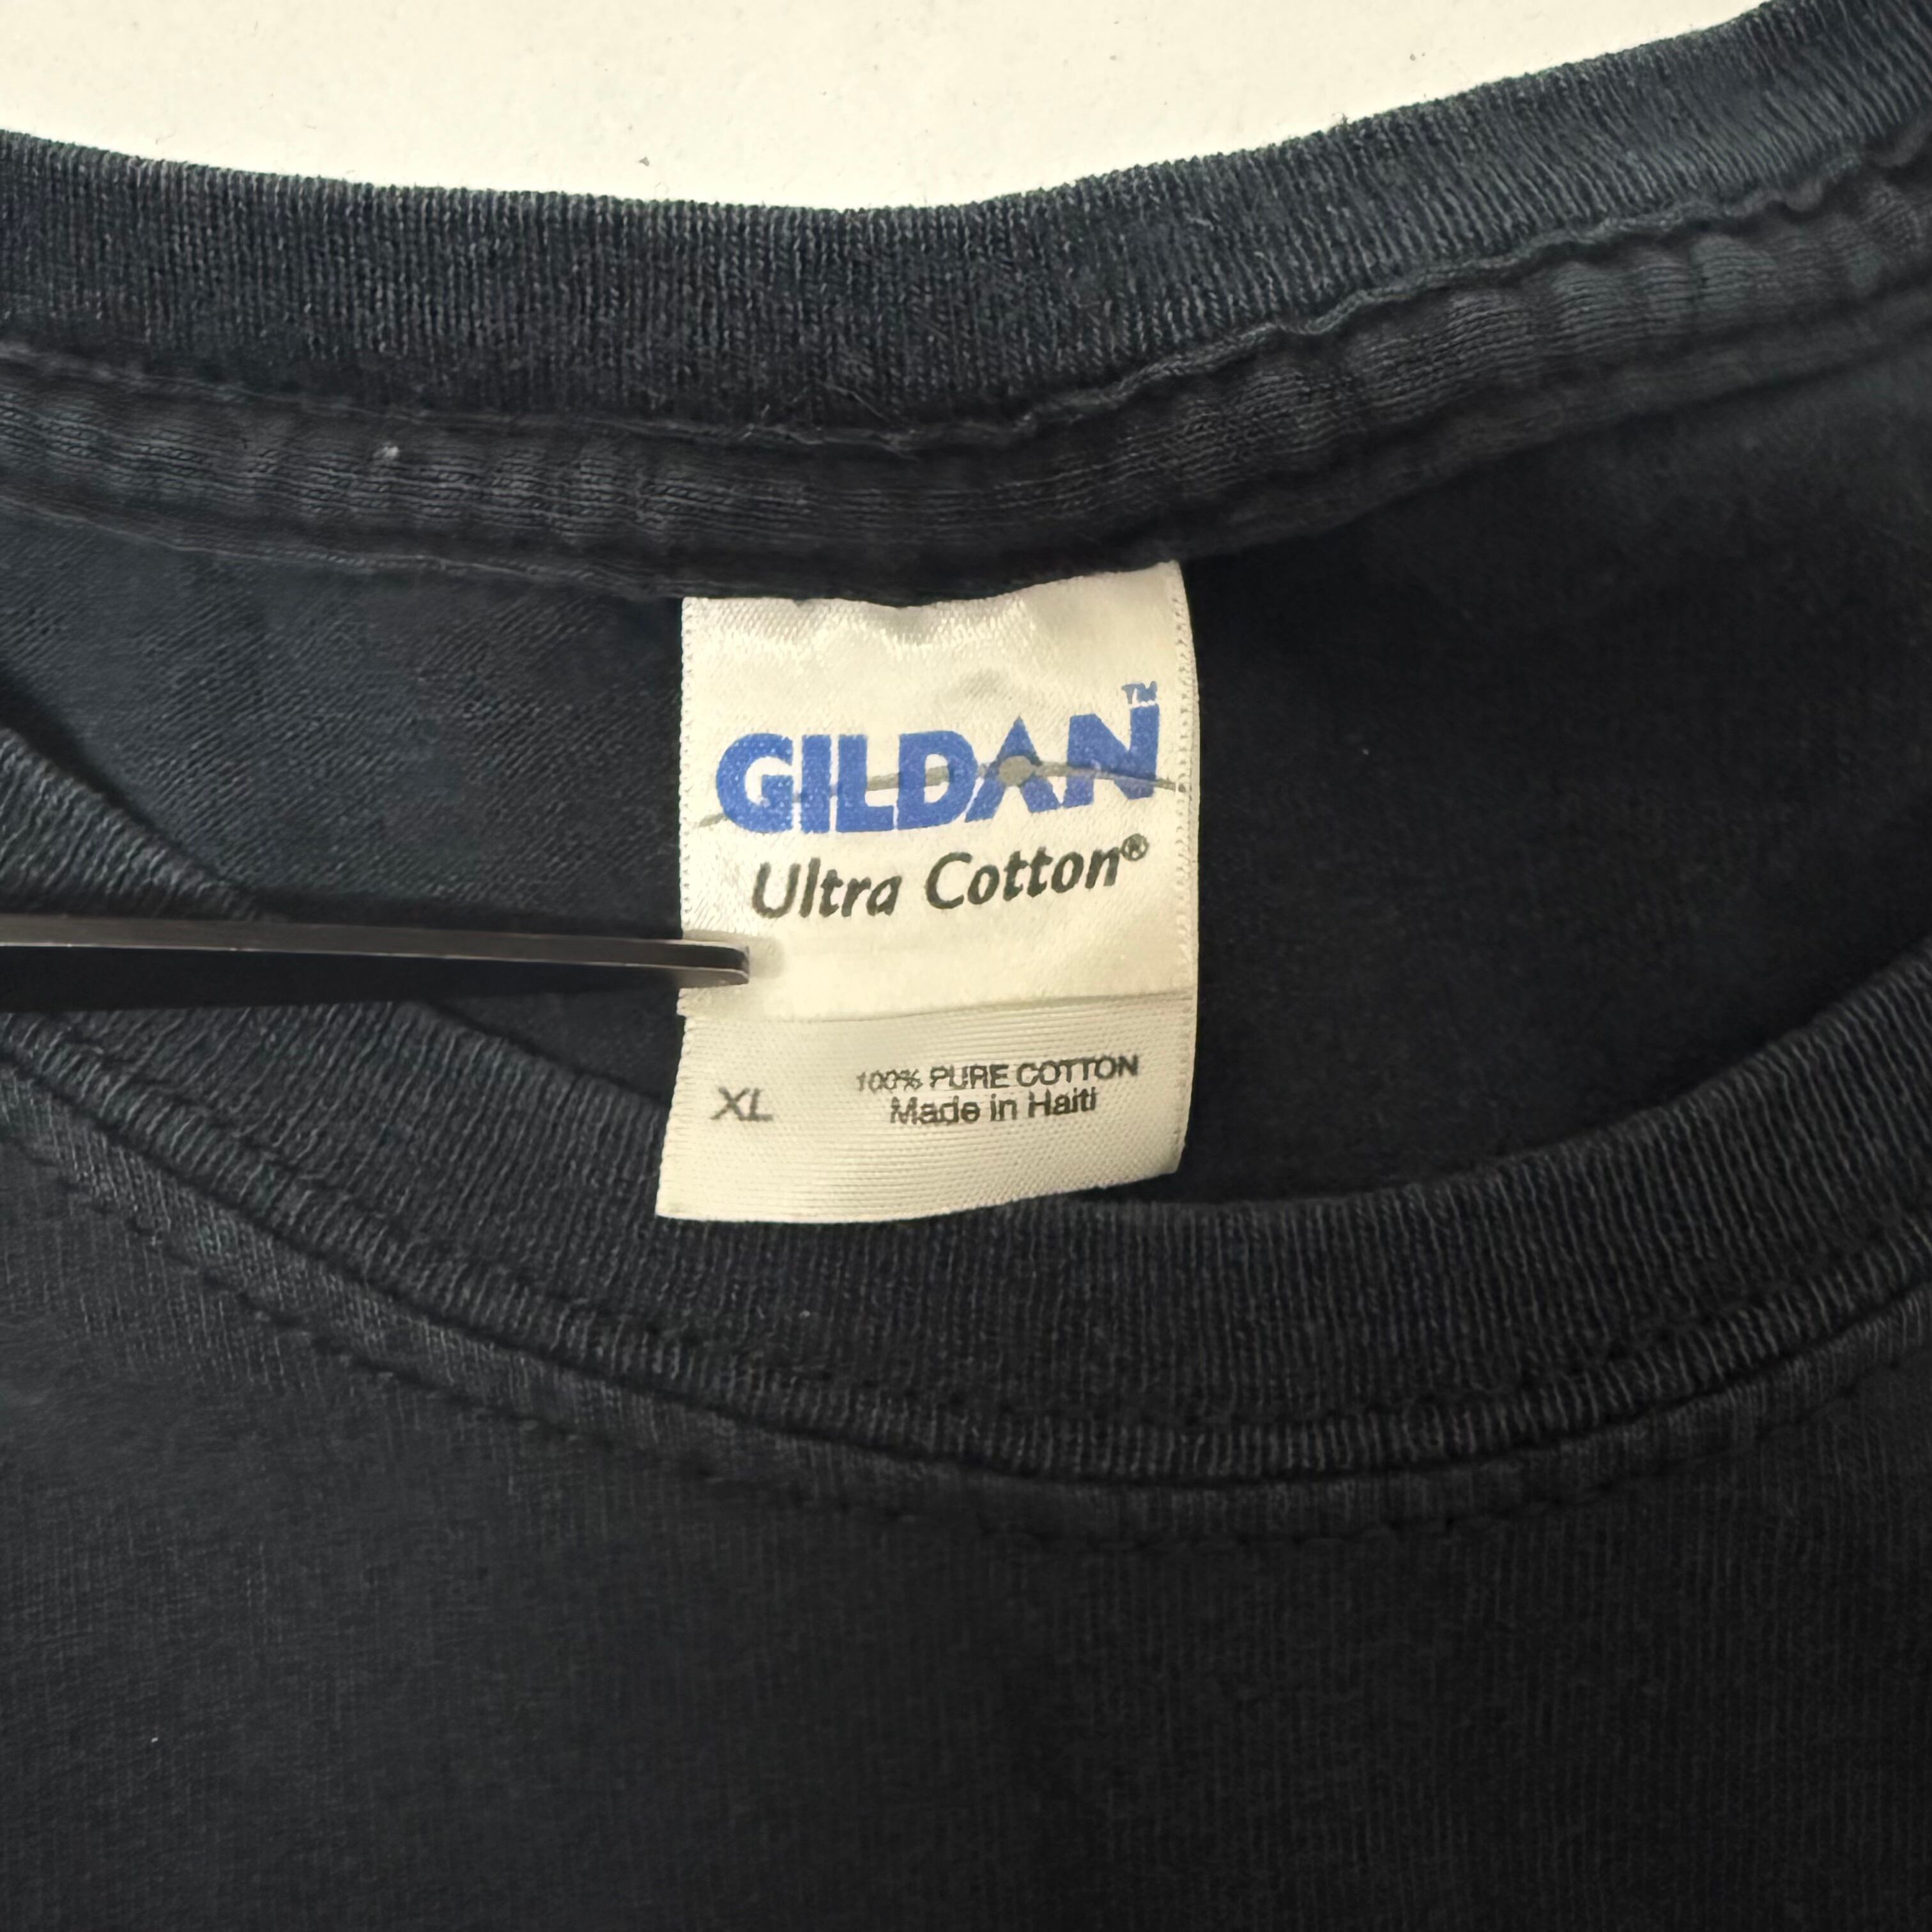 GILDAN™
Ultra Cotton®
XL
100% PURE COTTON
Made in Haiti